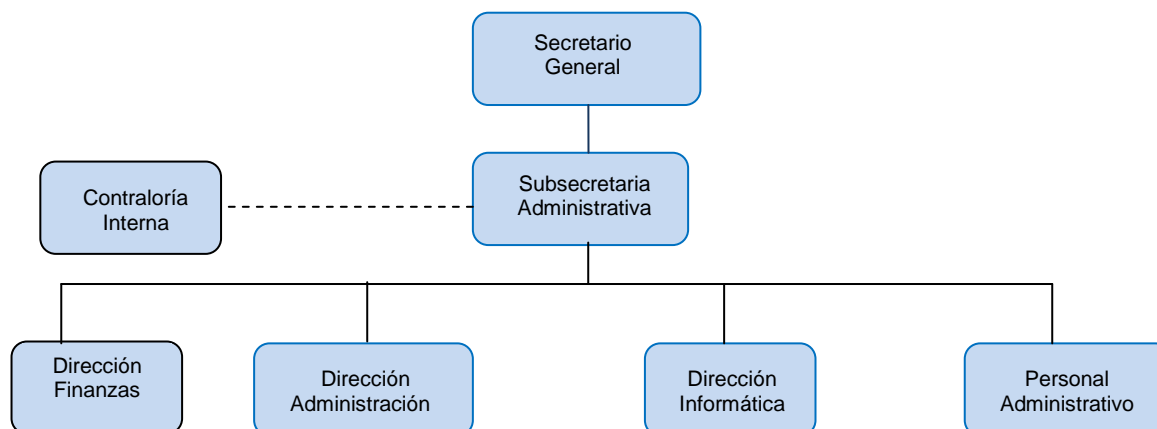 Secretario
General
Contraloría
Interna
Subsecretaria
Administrativa
Dirección
Finanzas
Dirección
Administración
Dirección
Informática
Personal
Administrativo